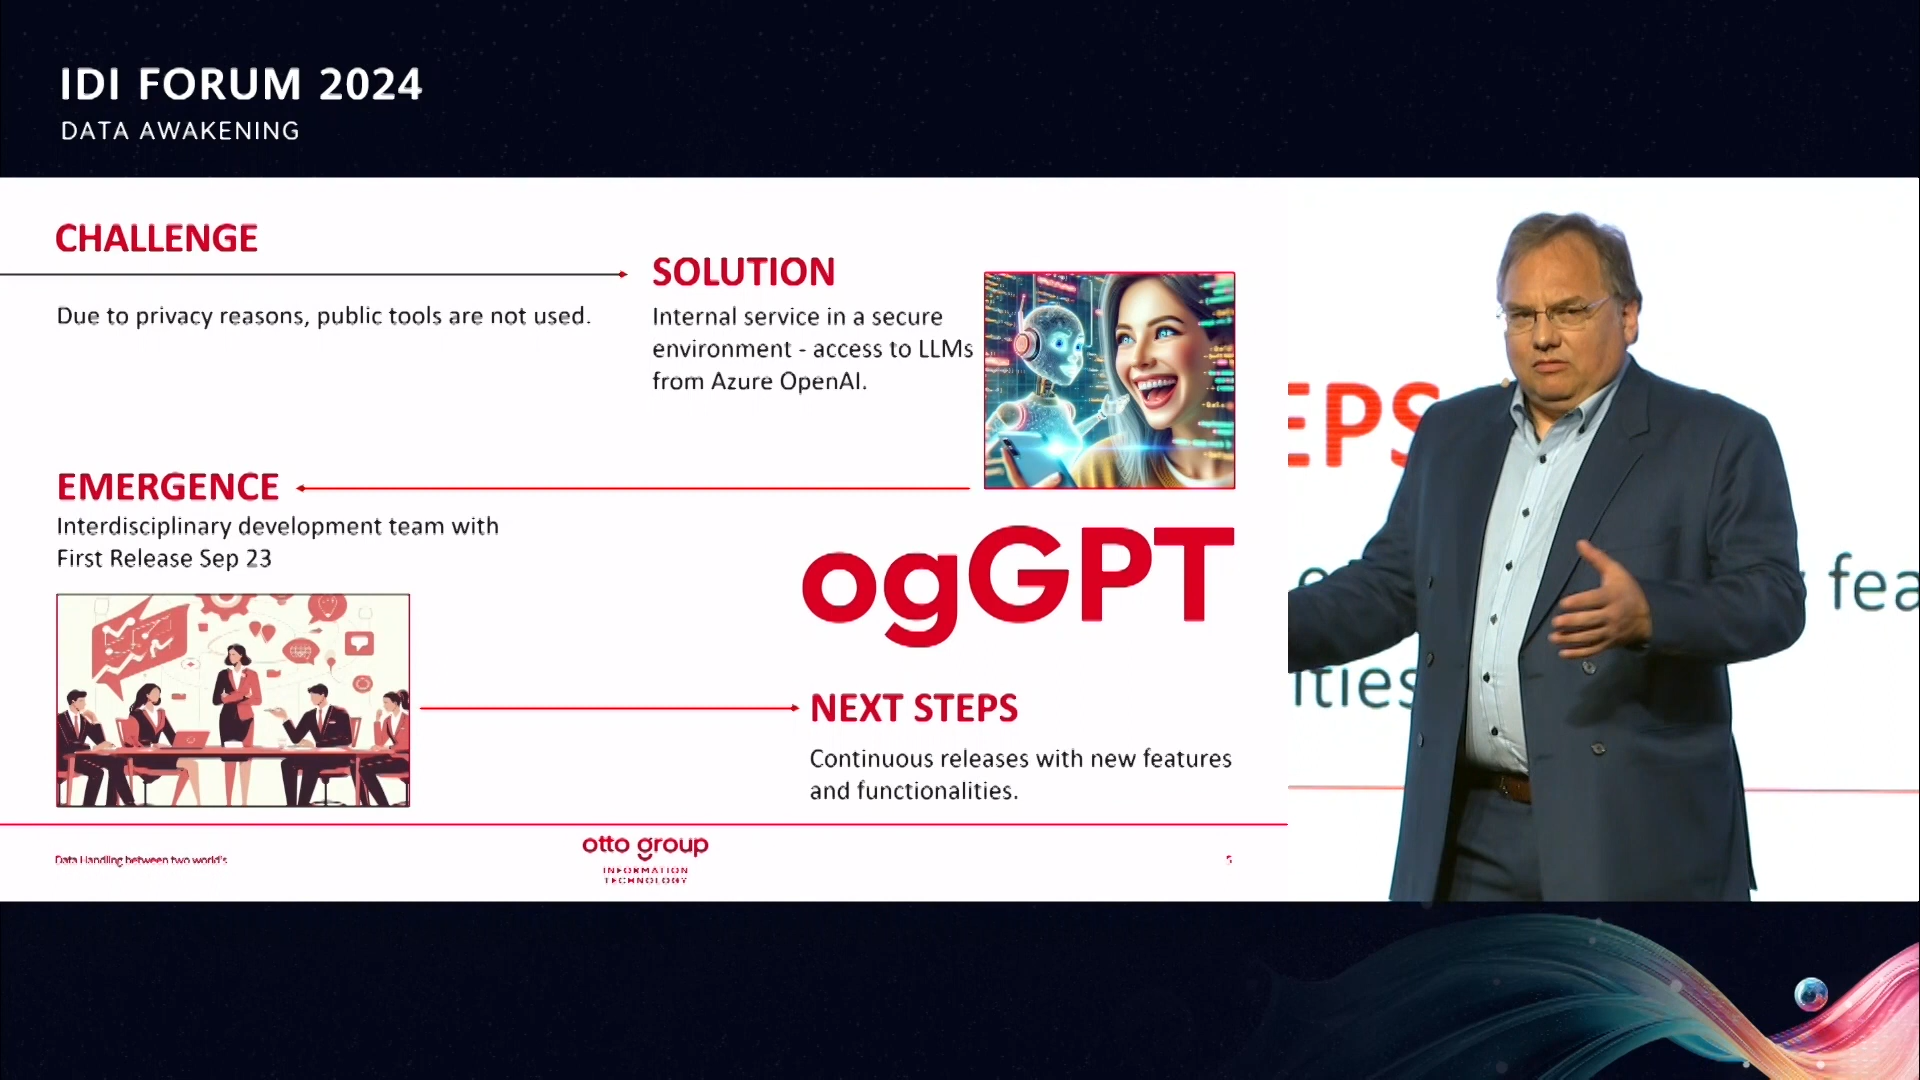 IDI FORUM 2024
DATA AWAKENING
CHALLENGE
Due to privacy reasons, public tools are not used.
SOLUTION
Internal service in a secure
environment - access to LLMs
from Azure OpenAI.
EMERGENCE
Interdisciplinary development team with
First Release Sep 23
ogGPT
NEXT STEPS
Continuous releases with new features
and functionalities.
Data Handling between two world's
otto group
INFORMATION
TECHNOLOGY
EPS
fea
ities